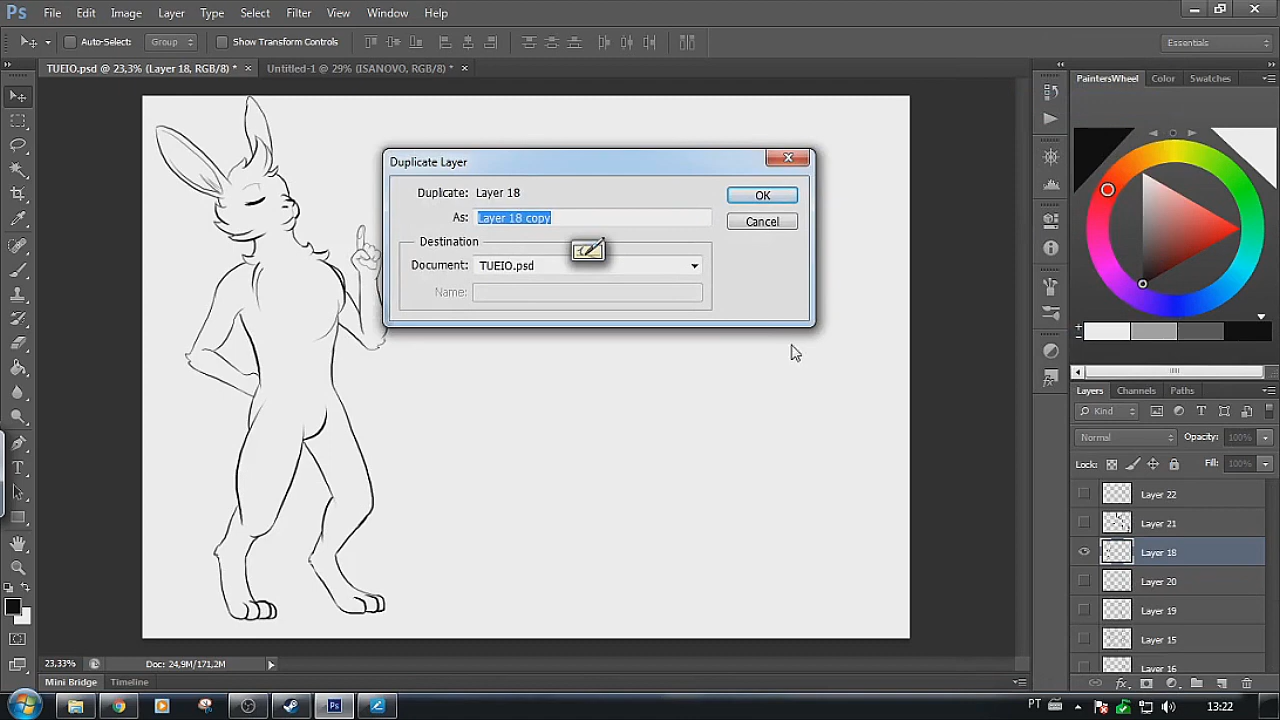 Ps File Edit Image Layer Type Select Filter View Window Help
Auto-Select: Group Show Transform Controls Essentials
TUEIO.psd @ 23,3% (Layer 18, RGB/8) * × Untitled-1 @ 29% (ISANOVO, RGB/8) * ×
PaintersWheel Color Swatches
Duplicate Layer
Duplicate: Layer 18
As: Layer 18 copy
OK
Cancel
Destination
Document: TUEIO.psd
Name:
Layers Channels Paths
Kind
Normal Opacity: 100%
Lock: Fill: 100%
Layer 22
Layer 21
Layer 18
Layer 20
Layer 19
Layer 15
Layer 16
23,33% Doc: 24,9M/171,2M
Mini Bridge Timeline
PT 13:22